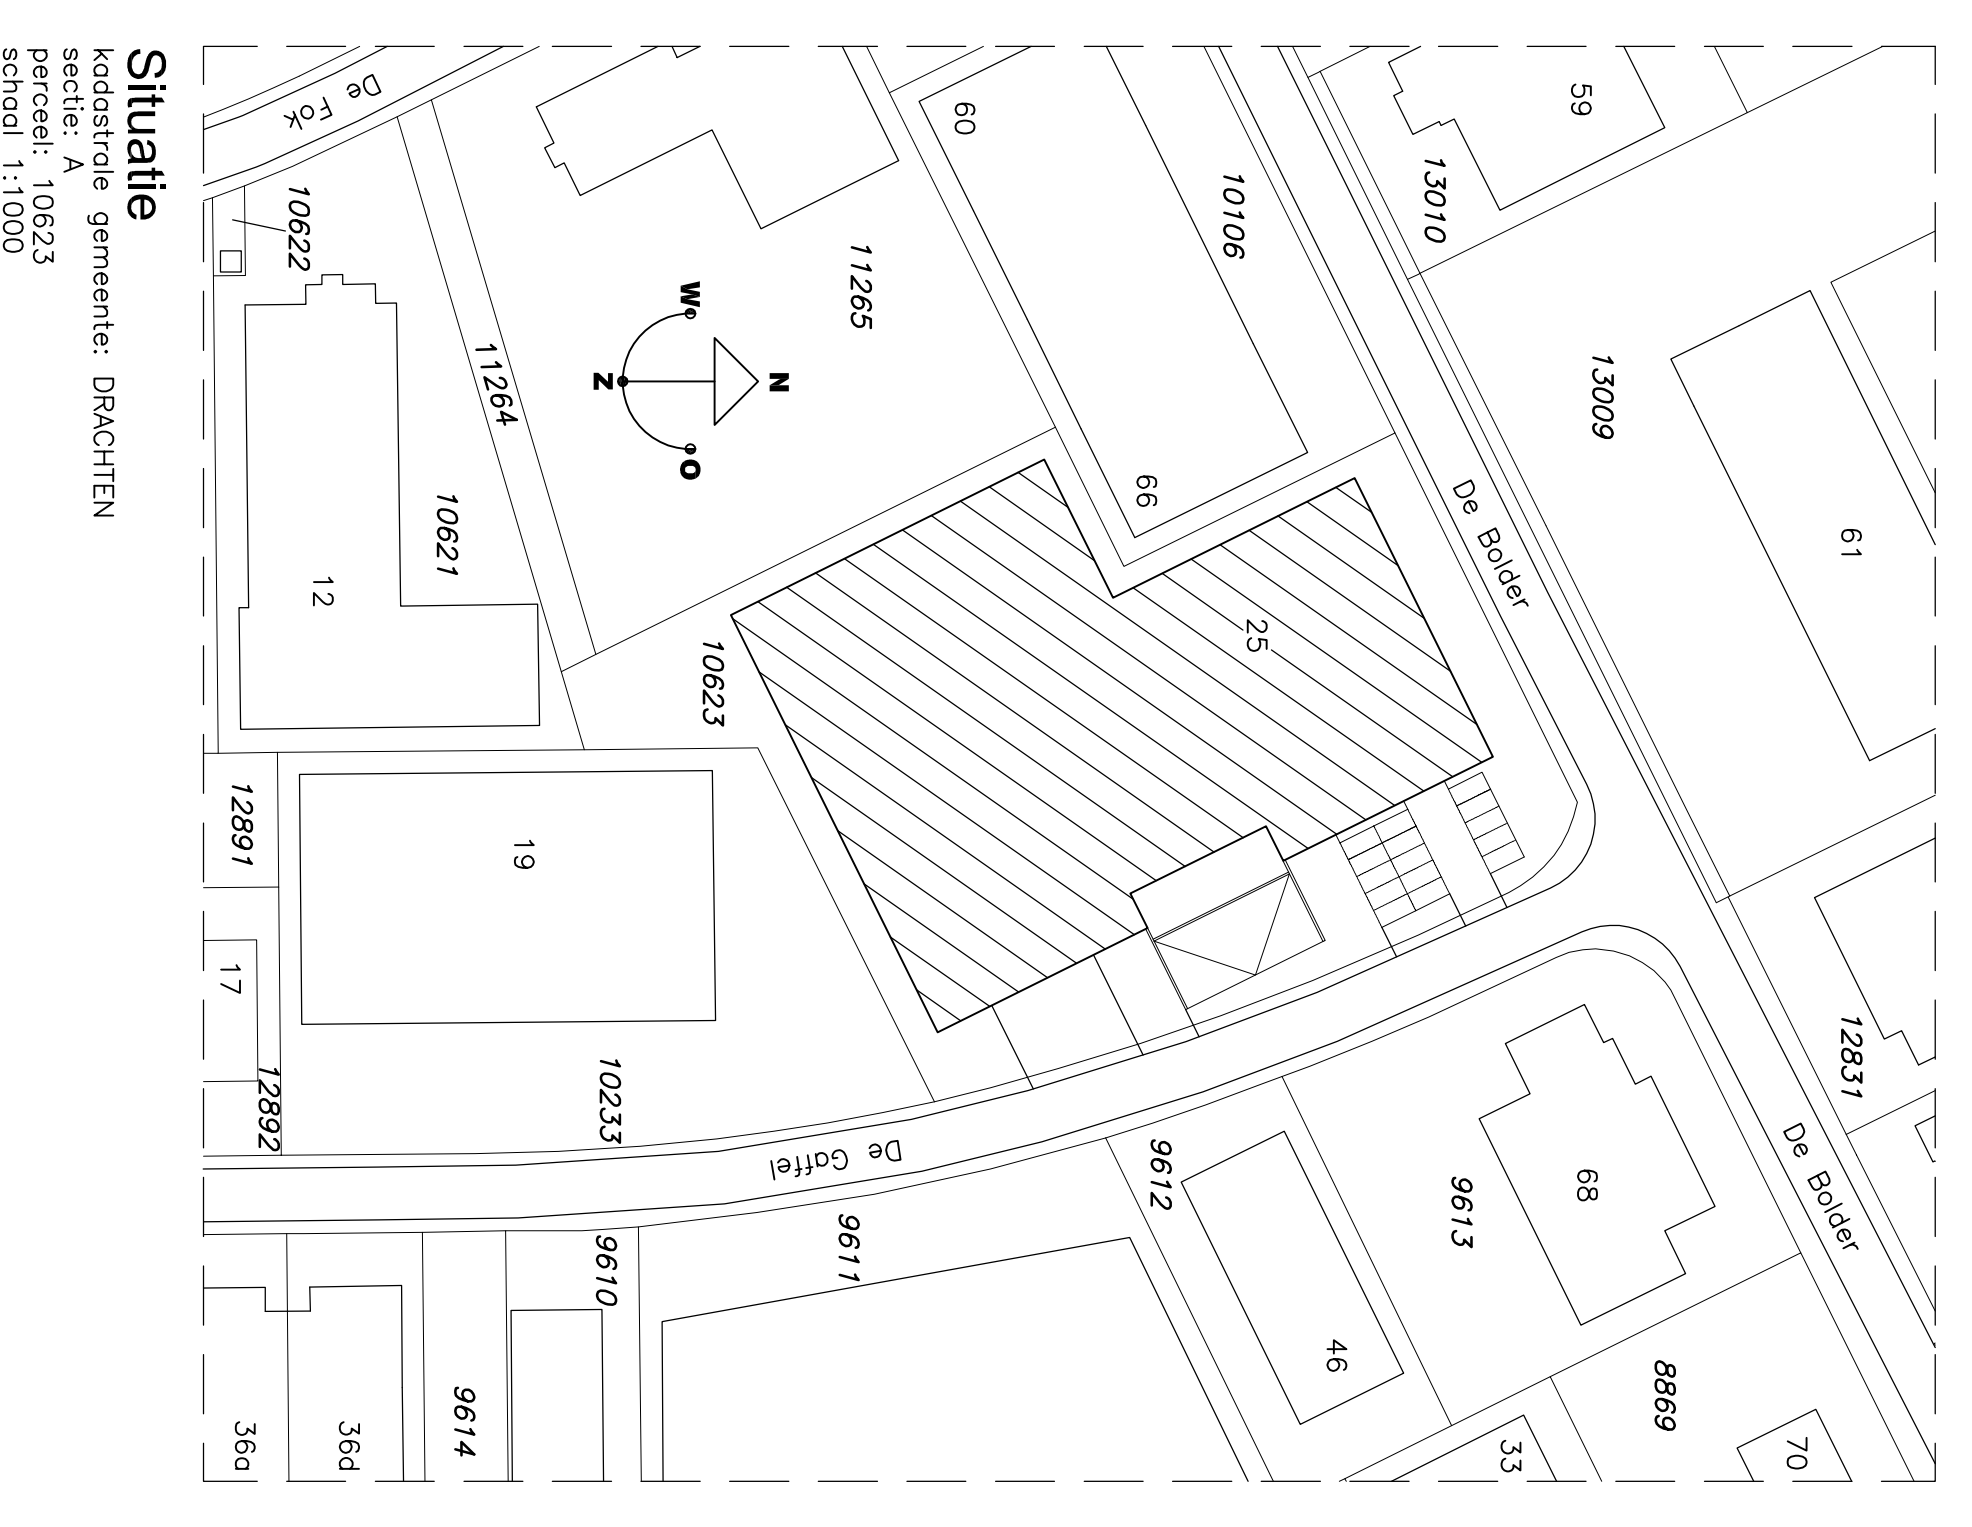 Situatie
kadastrale gemeente: DRACHTEN
sectie: A
perceel: 10623
schaal 1:1000
De Fok
10622
12
10621
11264
11265
60
10106
66
59
13010
13009
61
De Bolder
N
W
O
Z
25
10623
19
12891
17
12892
10233
De Gaffel
12831
De Bolder
9612
9613
68
46
9611
9610
9614
36a
36d
33
8869
70